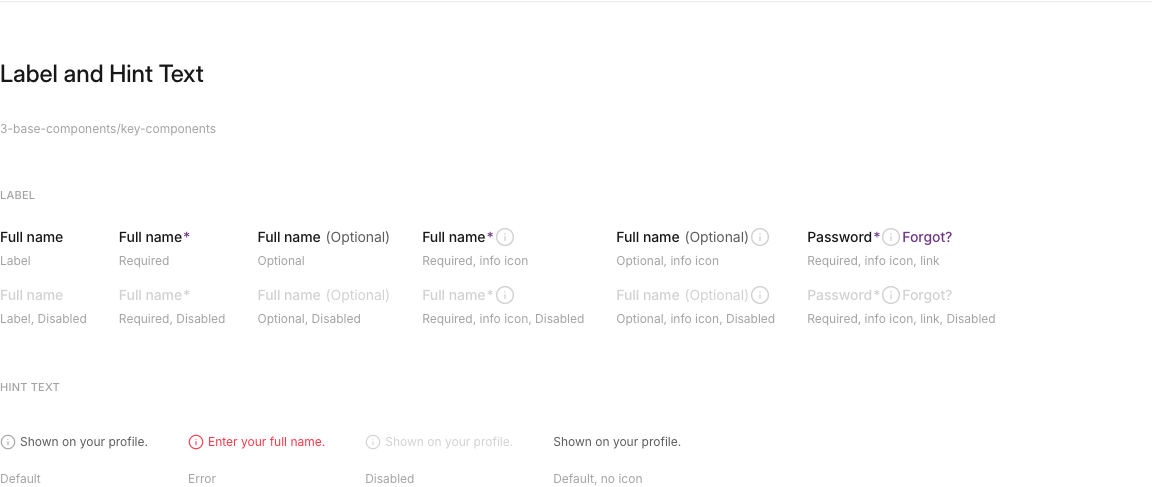 Label and Hint Text
3-base-components/key-components
LABEL
Full name Full name* Full name (Optional) Full name* Full name (Optional) Password* Forgot?
Label Required Optional Required, info icon Optional, info icon Required, info icon, link
Full name Full name* Full name (Optional) Full name* Full name (Optional) Password* Forgot?
Label, Disabled Required, Disabled Optional, Disabled Required, info icon, Disabled Optional, info icon, Disabled Required, info icon, link, Disabled
HINT TEXT
Shown on your profile. Enter your full name. Shown on your profile. Shown on your profile.
Default Error Disabled Default, no icon